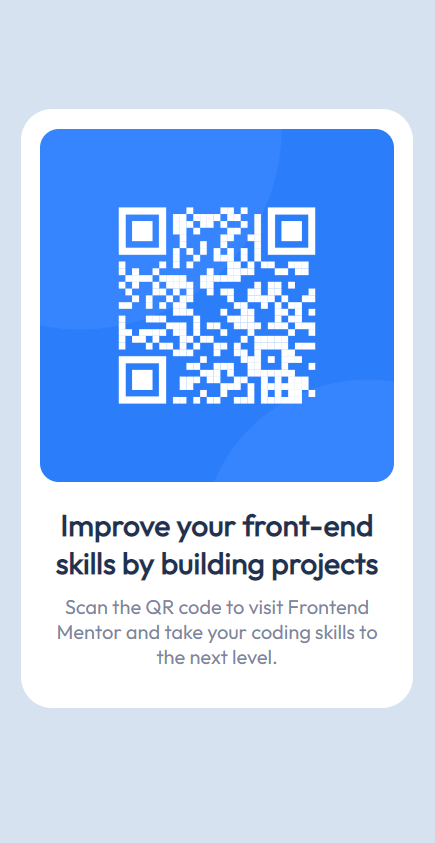 Improve your front-end
skills by building projects
Scan the QR code to visit Frontend
Mentor and take your coding skills to
the next level.